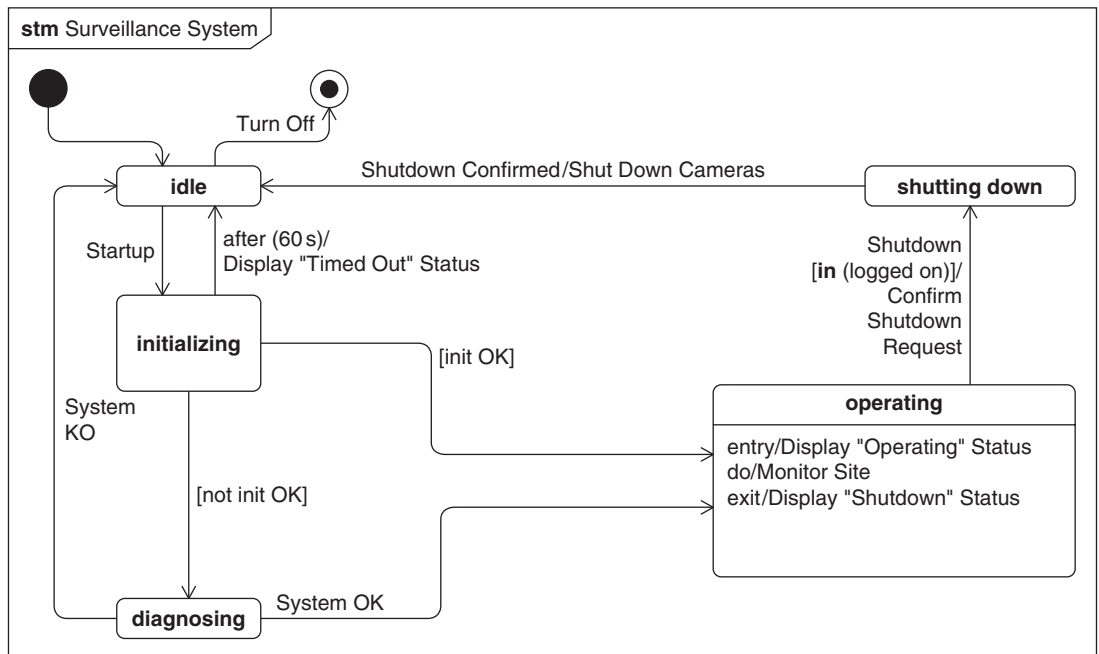 stm Surveillance System
Turn Off
idle
Shutdown Confirmed/Shut Down Cameras
shutting down
Startup
after (60 s)/
Display "Timed Out" Status
Shutdown
[in (logged on)]/
Confirm
Shutdown
Request
initializing
[init OK]
System
KO
operating
entry/Display "Operating" Status
do/Monitor Site
exit/Display "Shutdown" Status
[not init OK]
diagnosing
System OK